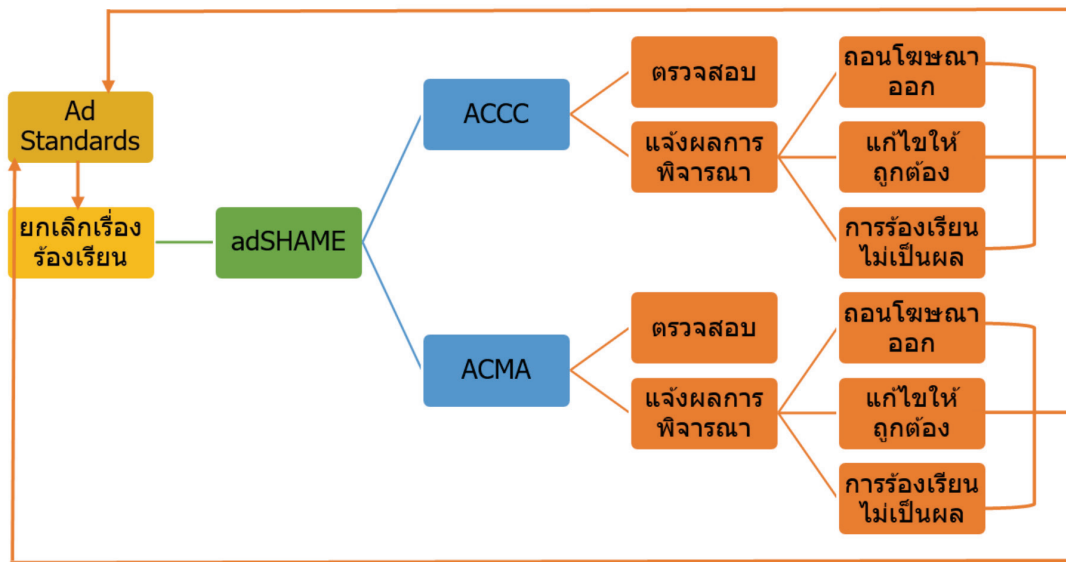 Ad
Standards
ยกเลิกเรื่อง
ร้องเรียน
adSHAME
ACCC
ตรวจสอบ
แจ้งผลการ
พิจารณา
ถอนโฆษณา
ออก
แก้ไขให้
ถูกต้อง
การร้องเรียน
ไม่เป็นผล
ACMA
ตรวจสอบ
แจ้งผลการ
พิจารณา
ถอนโฆษณา
ออก
แก้ไขให้
ถูกต้อง
การร้องเรียน
ไม่เป็นผล